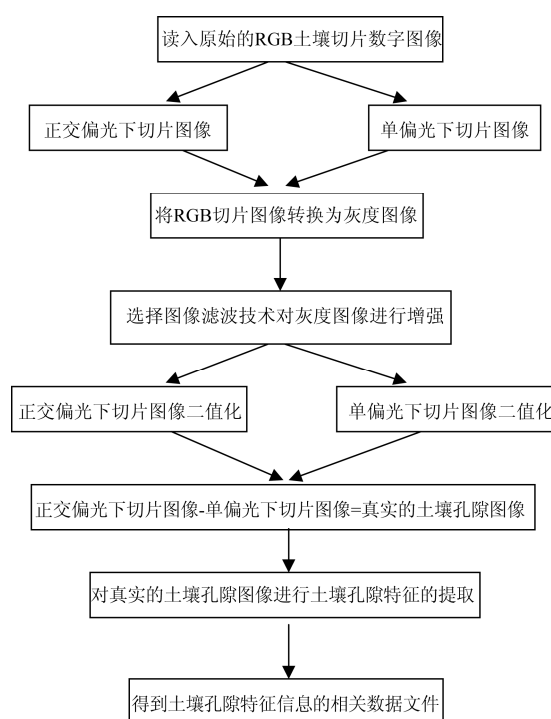 读入原始的RGB土壤切片数字图像
正交偏光下切片图像
单偏光下切片图像
将RGB切片图像转换为灰度图像
选择图像滤波技术对灰度图像进行增强
正交偏光下切片图像二值化
单偏光下切片图像二值化
正交偏光下切片图像-单偏光下切片图像=真实的土壤孔隙图像
对真实的土壤孔隙图像进行土壤孔隙特征的提取
得到土壤孔隙特征信息的相关数据文件